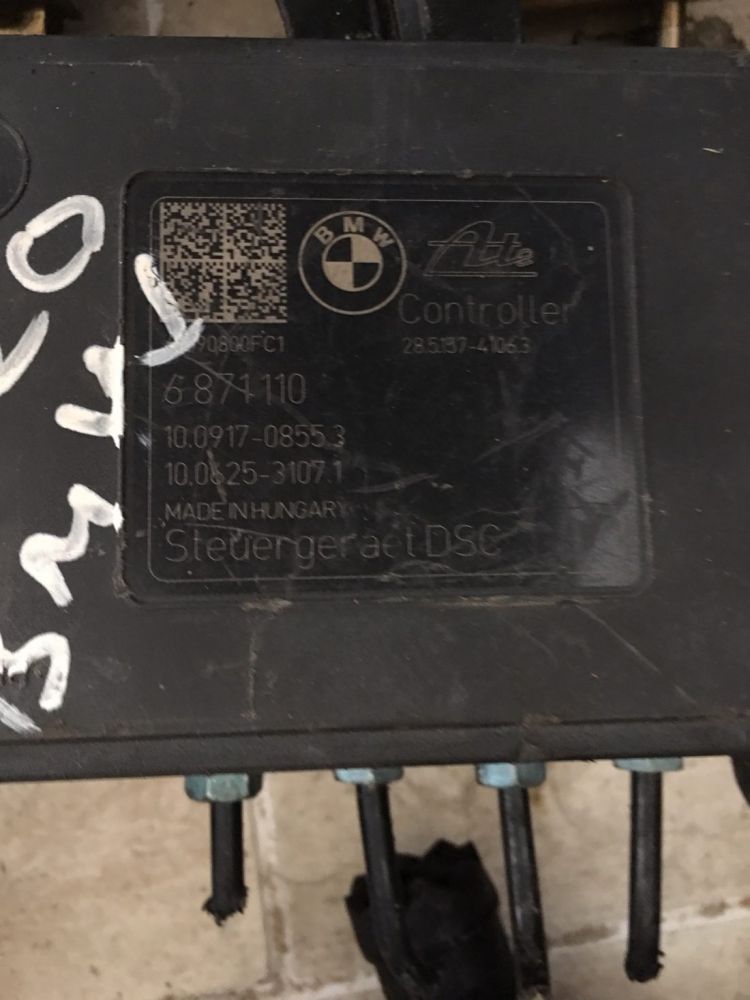 BMW
Ate
Controller
90800FC1 28.5137-4106.3
6 871 110
10.0917-0855.3
10.0625-3107.1
MADE IN HUNGARY
Steuergeraet DSC